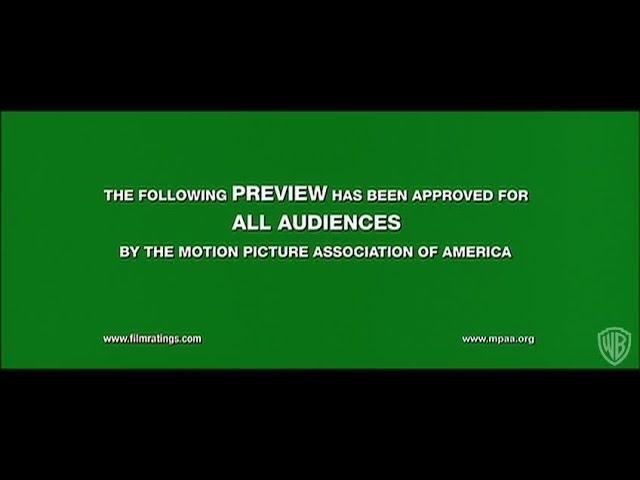 THE FOLLOWING PREVIEW HAS BEEN APPROVED FOR
ALL AUDIENCES
BY THE MOTION PICTURE ASSOCIATION OF AMERICA
www.filmratings.com www.mpaa.org
WB